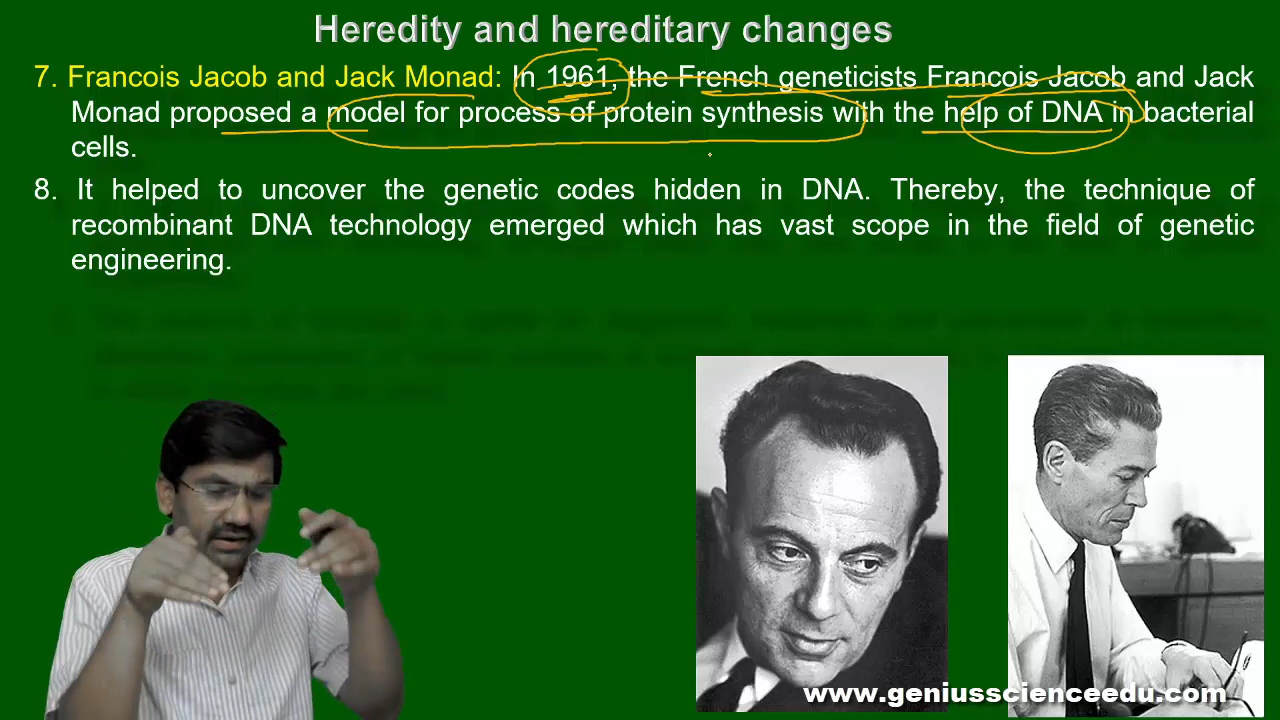 Heredity and hereditary changes
7. Francois Jacob and Jack Monad: In 1961, the French geneticists Francois Jacob and Jack
Monad proposed a model for process of protein synthesis with the help of DNA in bacterial
cells.
8. It helped to uncover the genetic codes hidden in DNA. Thereby, the technique of
recombinant DNA technology emerged which has vast scope in the field of genetic
engineering.
www.geniusscienceedu.com